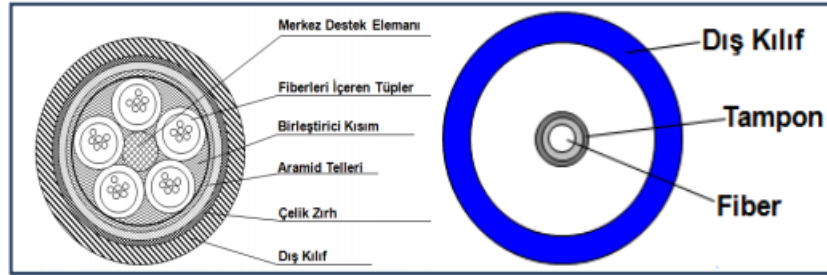 Merkez Destek Elemanı
Fiberleri İçeren Tüpler
Birleştirici Kısım
Aramid Telleri
Çelik Zırh
Dış Kılıf
Dış Kılıf
Tampon
Fiber